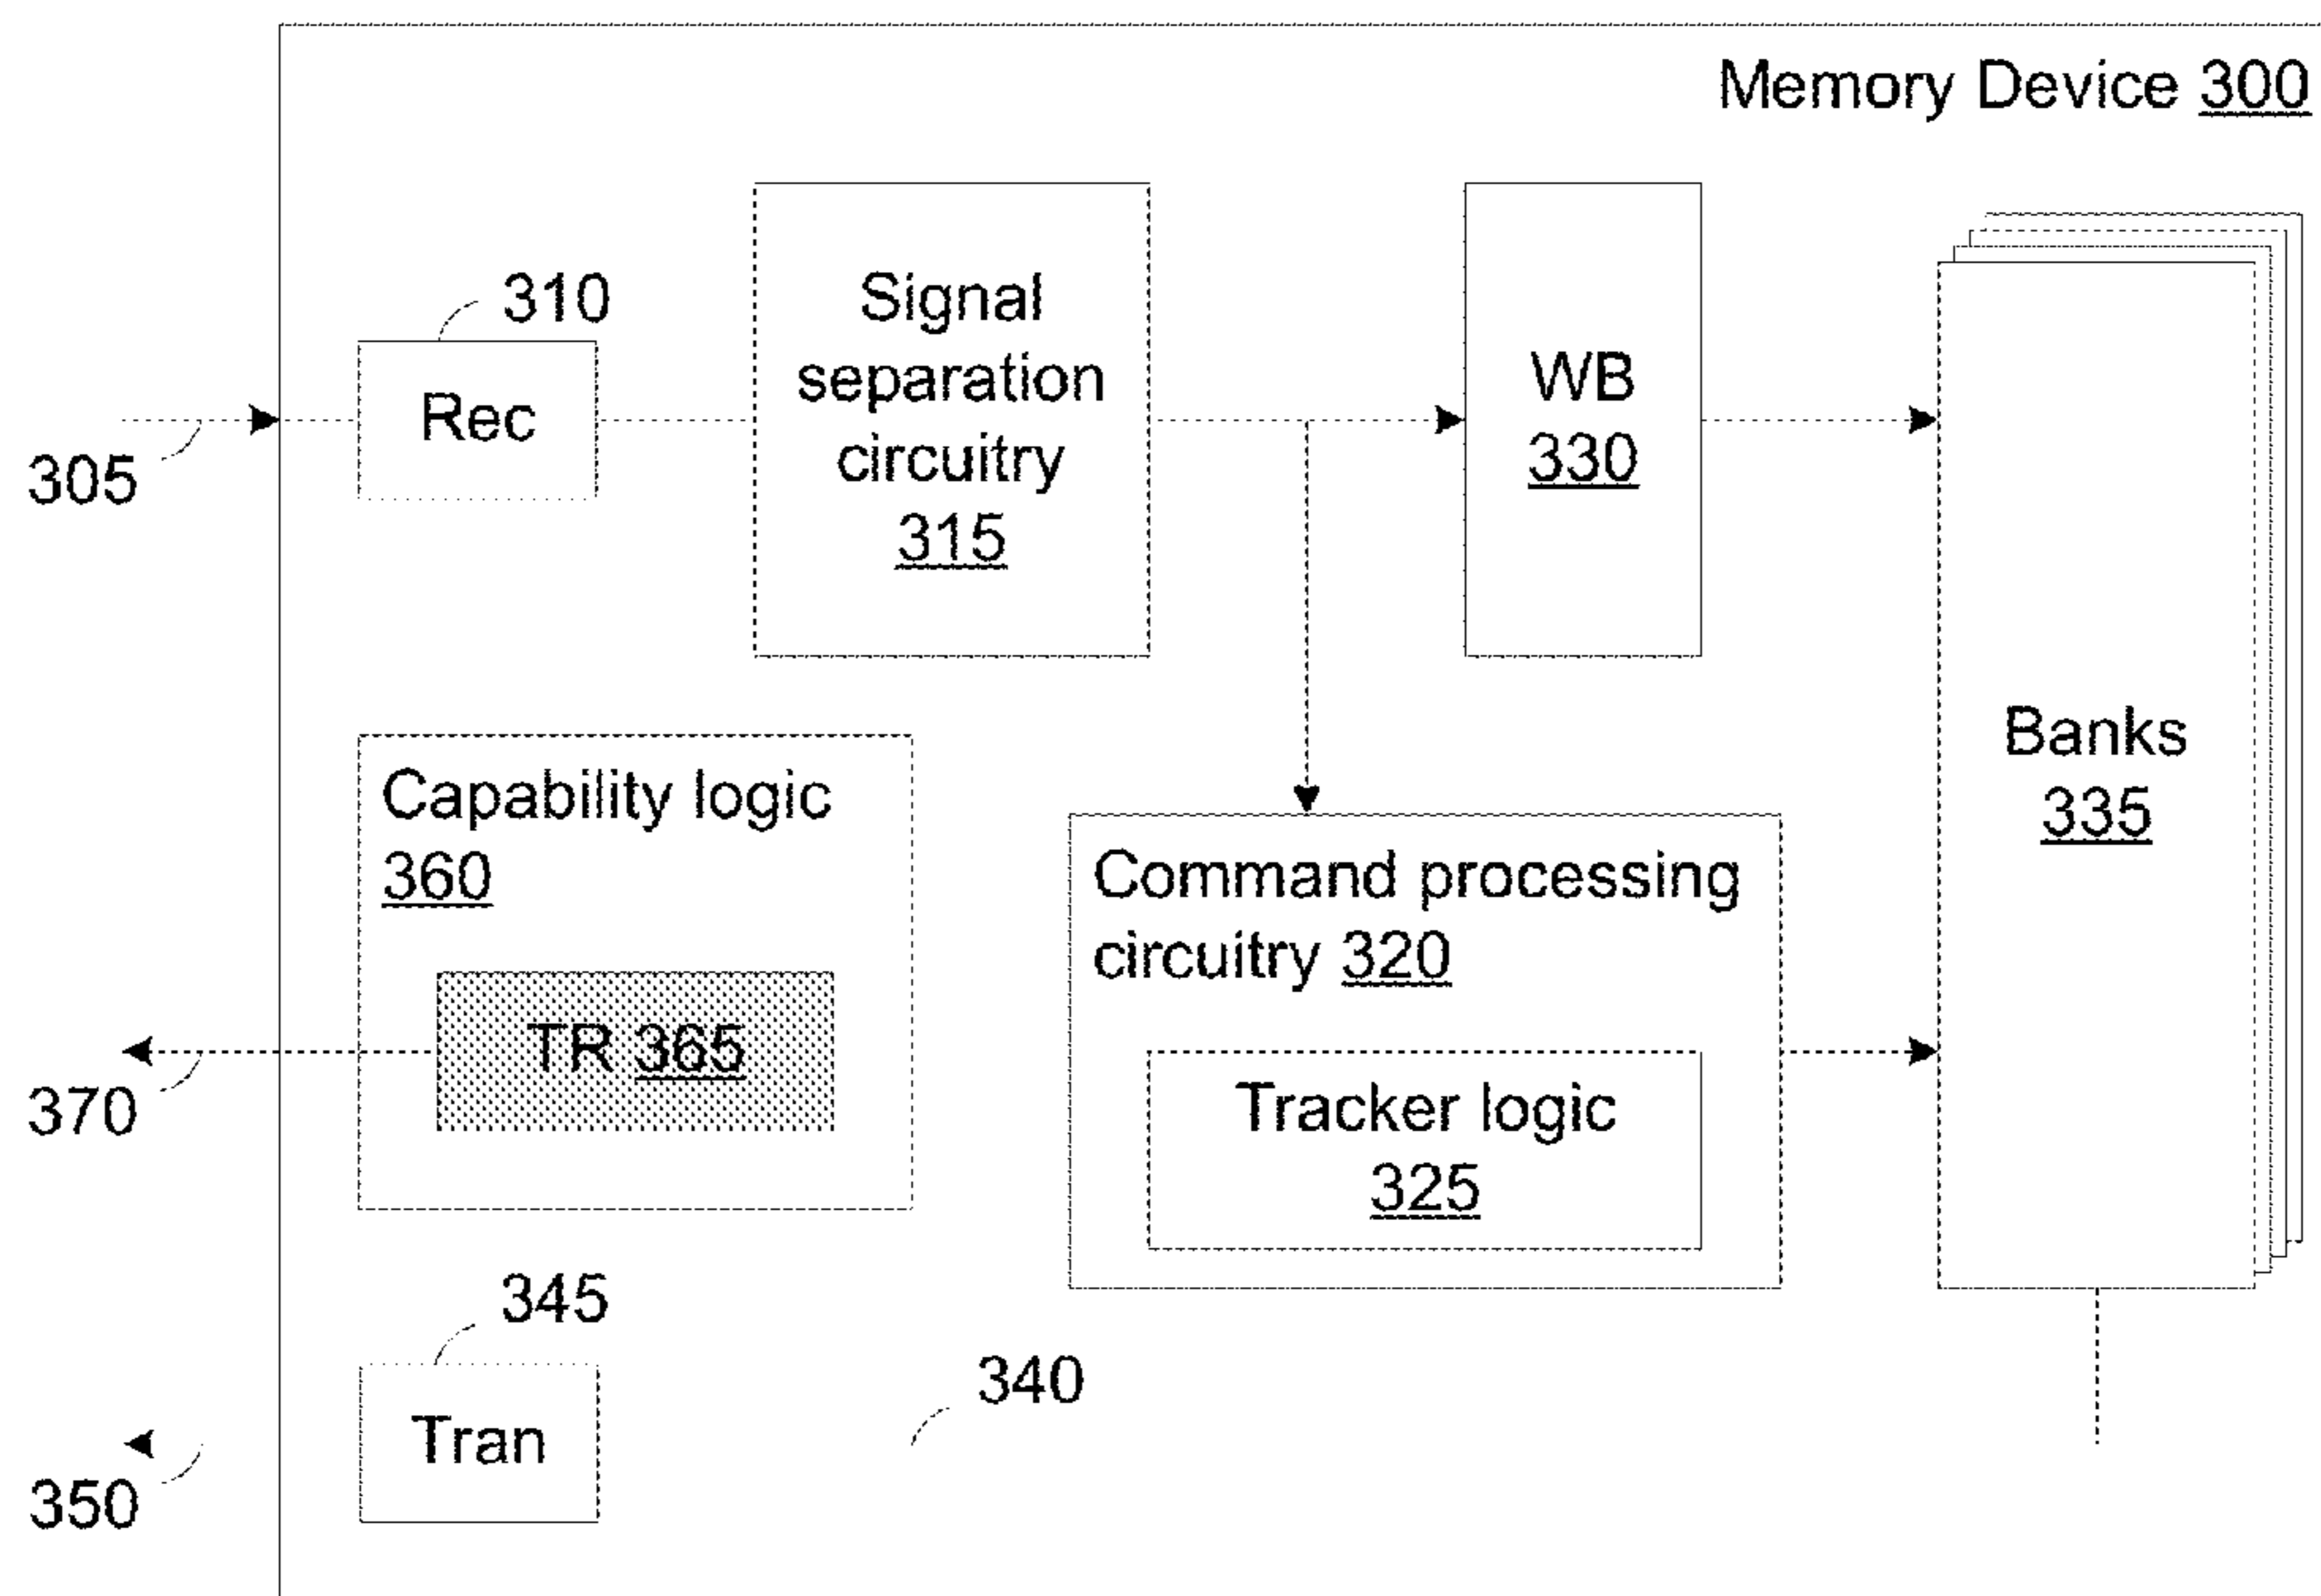 Memory Device 300
310
Rec
305
Signal
separation
circuitry
315
WB
330
Banks
335
Capability logic
360
TR 365
370
Command processing
circuitry 320
Tracker logic
325
345
Tran
340
350